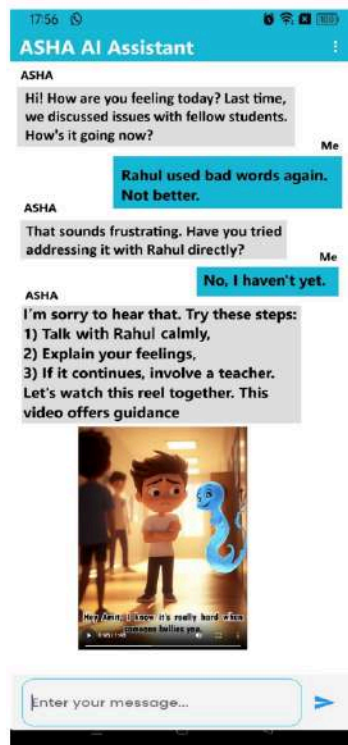 17:56
ASHA AI Assistant
ASHA
Hi! How are you feeling today? Last time,
we discussed issues with fellow students.
How's it going now?
Me
Rahul used bad words again.
Not better.
ASHA
That sounds frustrating. Have you tried
addressing it with Rahul directly?
Me
No, I haven't yet.
ASHA
I'm sorry to hear that. Try these steps:
1) Talk with Rahul calmly,
2) Explain your feelings,
3) If it continues, involve a teacher.
Let's watch this reel together. This
video offers guidance
Hey Amit, I know it's really hard when
someone bullies you.
Enter your message...